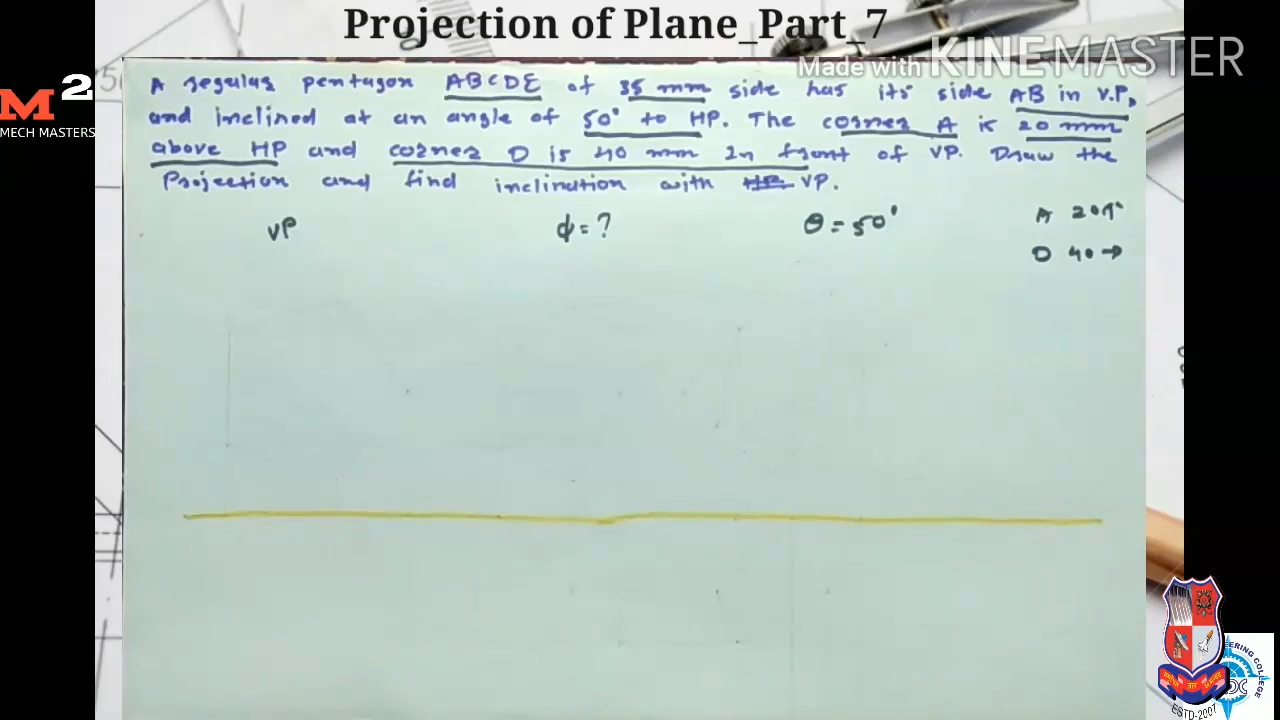 Projection of Plane_Part_7
Made with KINEMASTER
M2
MECH MASTERS
A regular pentagon ABCDE of 35 mm side has its side AB in V.P.,
and inclined at an angle of 50° to HP. The corner A is 20 mm
above HP and corner D is 40 mm In front of VP. Draw the
Projection and find inclination with HP VP.
VP ϕ = ? θ = 50° A 20↑
D 40 →
ESTD-2007